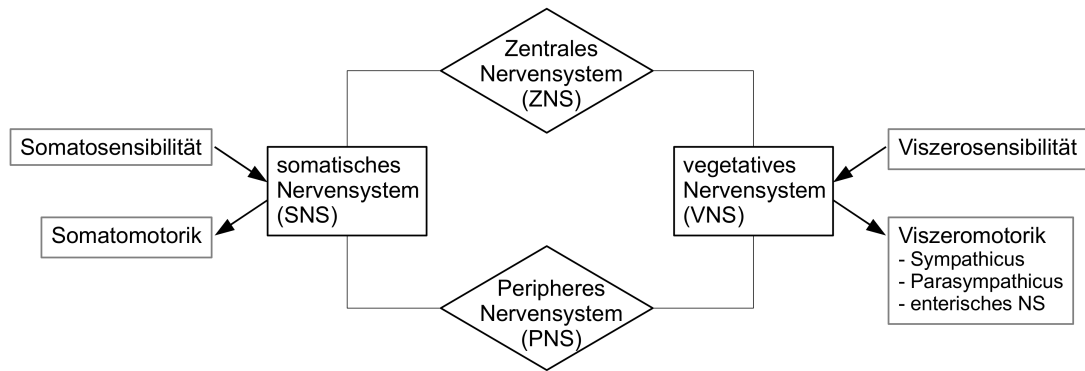 Zentrales
Nervensystem
(ZNS)
Somatosensibilität
Somatomotorik
somatisches
Nervensystem
(SNS)
vegetatives
Nervensystem
(VNS)
Viszerosensibilität
Viszeromotorik
- Sympathicus
- Parasympathicus
- enterisches NS
Peripheres
Nervensystem
(PNS)